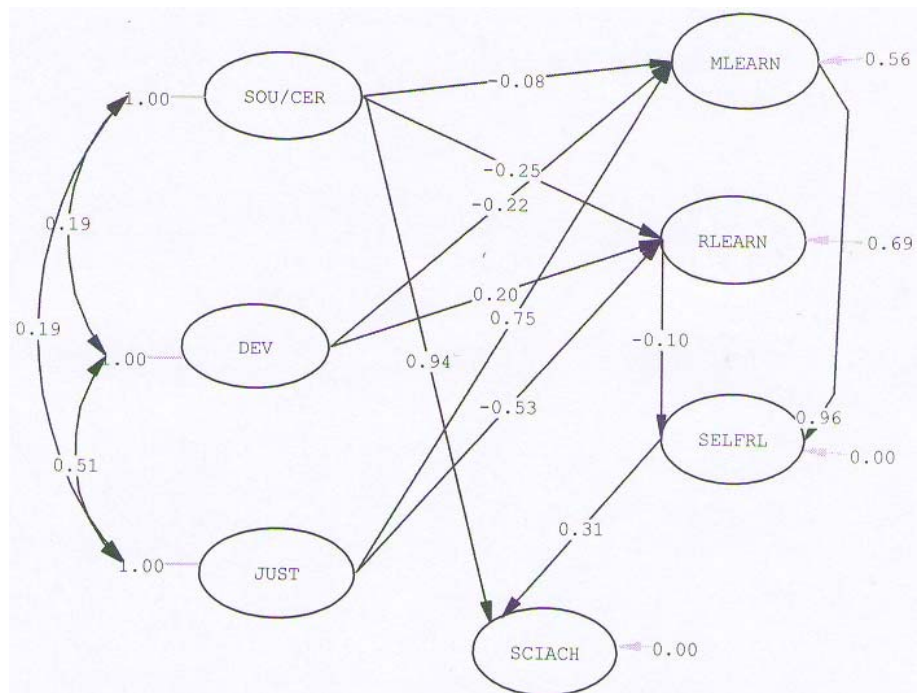 MLEARN
0.56
-0.08
1.00
SOU/CER
-0.25
-0.22
0.19
RLEARN
0.69
0.20
0.19
0.75
-0.10
DEV
1.00
0.94
-0.53
0.96
SELFRL
0.00
0.51
0.31
1.00
JUST
SCIACH
0.00